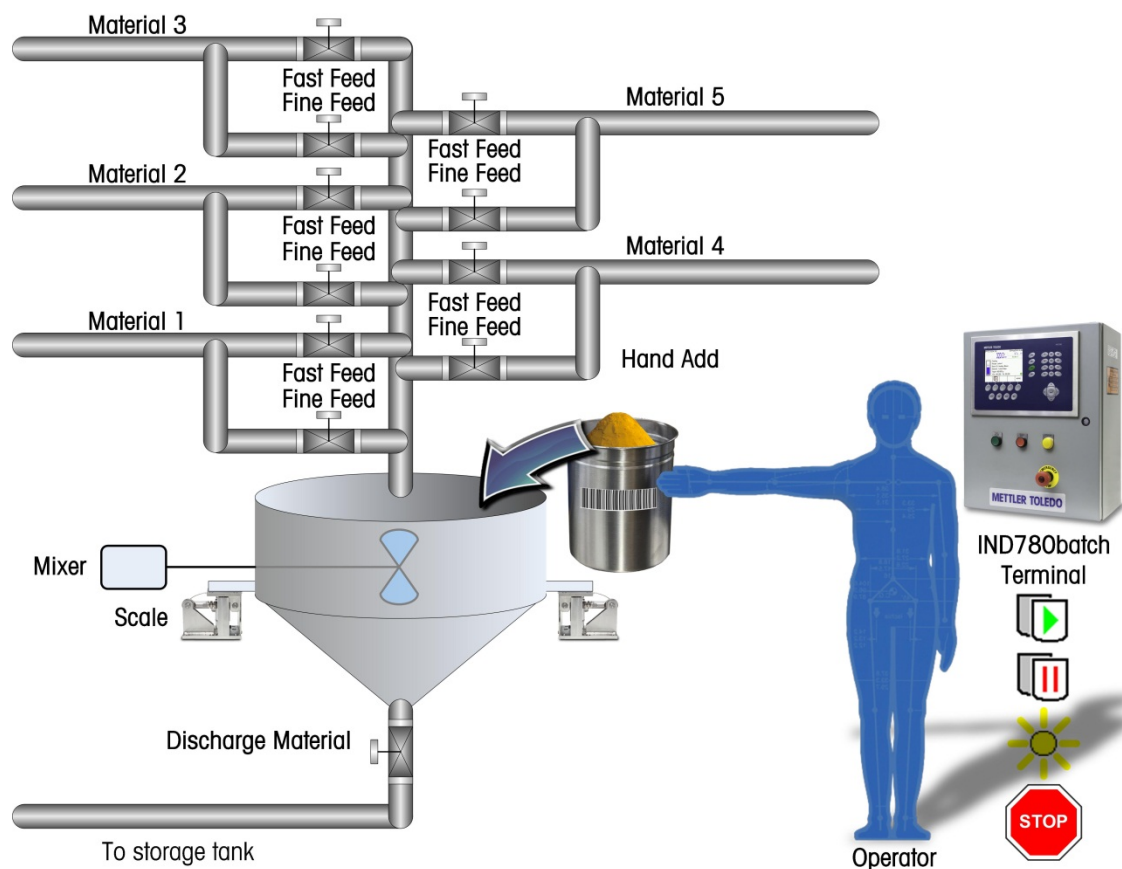 Material 3
Fast Feed
Fine Feed
Material 5
Fast Feed
Fine Feed
Material 2
Fast Feed
Fine Feed
Material 4
Fast Feed
Fine Feed
Material 1
Fast Feed
Fine Feed
Hand Add
METTLER TOLEDO
IND780batch
Terminal
Mixer
Scale
Discharge Material
To storage tank
STOP
Operator